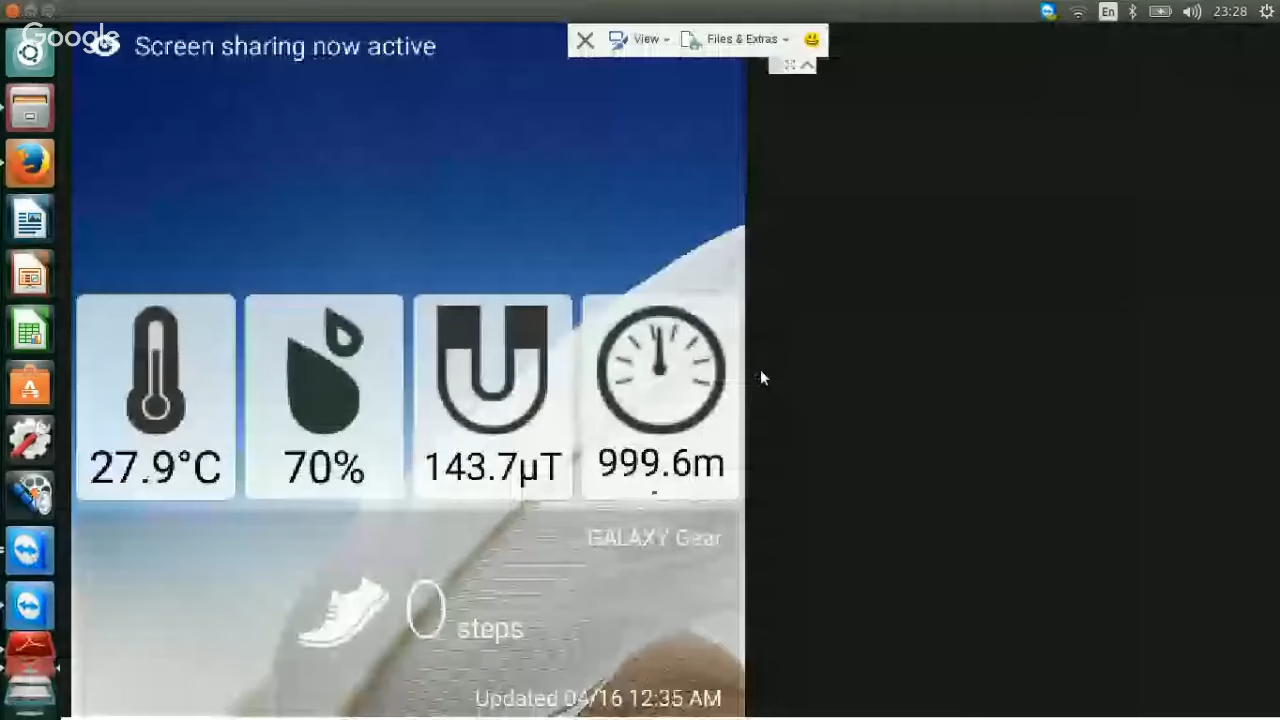 En
23:28
Google
Screen sharing now active
View
Files & Extras
27.9°C
70%
143.7µT
999.6m
GALAXY Gear
0 steps
Updated 04/16 12:35 AM